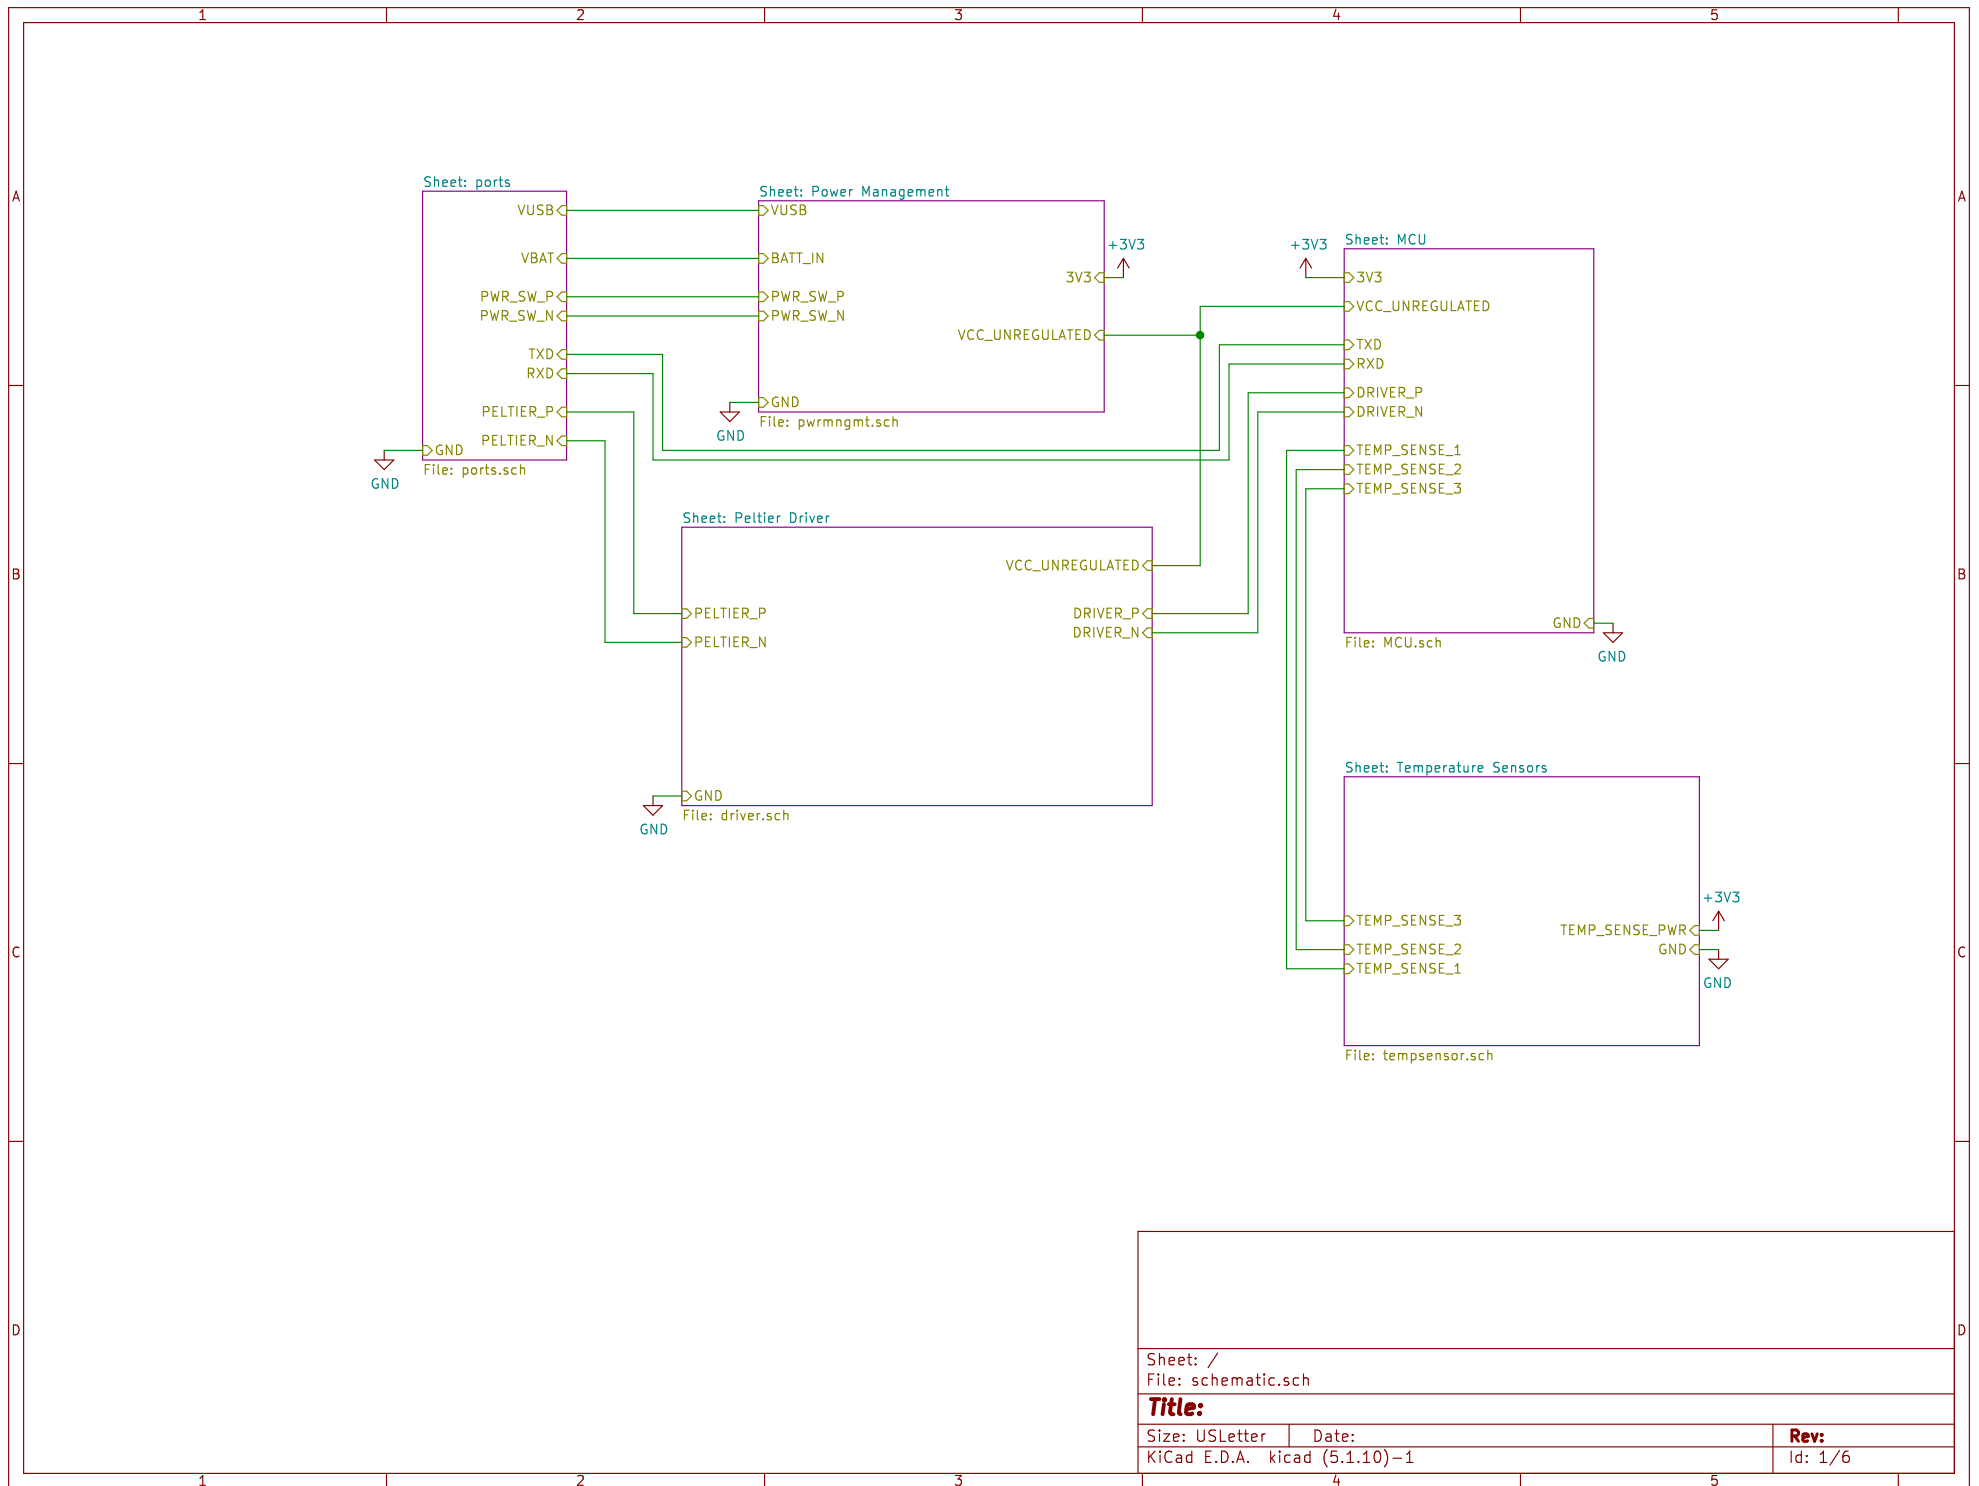 1 2 3 4 5
A A
Sheet: ports
VUSB
VBAT
PWR_SW_P
PWR_SW_N
TXD
RXD
PELTIER_P
PELTIER_N
GND
File: ports.sch
GND
Sheet: Power Management
VUSB
BATT_IN
PWR_SW_P
PWR_SW_N
3V3
+3V3
VCC_UNREGULATED
GND
File: pwrmngmt.sch
GND
Sheet: MCU
+3V3
3V3
VCC_UNREGULATED
TXD
RXD
DRIVER_P
DRIVER_N
TEMP_SENSE_1
TEMP_SENSE_2
TEMP_SENSE_3
GND
File: MCU.sch
GND
B B
Sheet: Peltier Driver
VCC_UNREGULATED
PELTIER_P
PELTIER_N
DRIVER_P
DRIVER_N
GND
File: driver.sch
GND
Sheet: Temperature Sensors
TEMP_SENSE_3
TEMP_SENSE_2
TEMP_SENSE_1
+3V3
TEMP_SENSE_PWR
GND
GND
File: tempsensor.sch
C C
D D
Sheet: /
File: schematic.sch
Title:
Size: USLetter Date: Rev:
KiCad E.D.A. kicad (5.1.10)-1 Id: 1/6
1 2 3 4 5